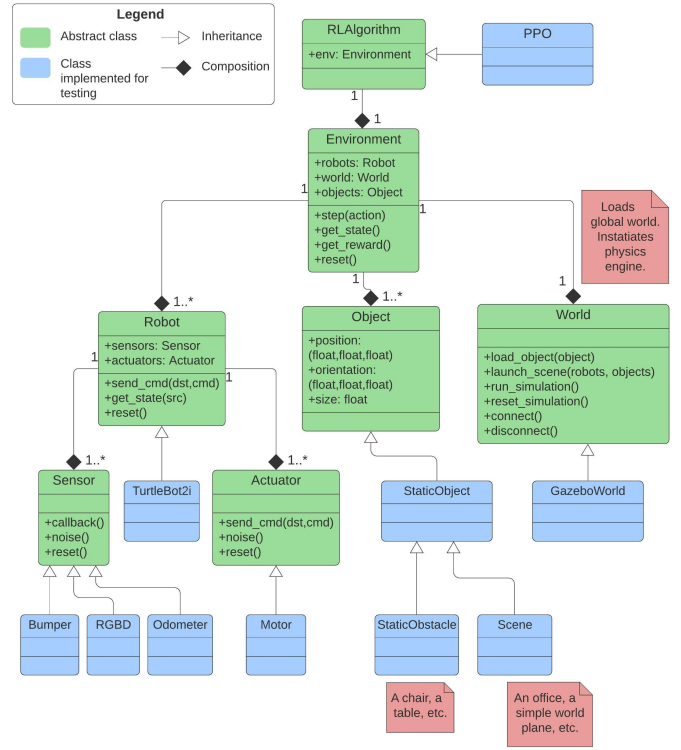 Legend
Abstract class
Inheritance
Class
implemented for
testing
Composition
RLAlgorithm
+env: Environment
PPO
1
1
Environment
+robots: Robot
+world: World
+objects: Object
+step(action)
+get_state()
+get_reward()
+reset()
1
1
1
Loads
global world.
Instatiates
physics
engine.
1..*
1..*
1
Robot
+sensors: Sensor
+actuators: Actuator
+send_cmd(dst,cmd)
+get_state(src)
+reset()
1
1
Object
+position:
(float,float,float)
+orientation:
(float,float,float)
+size: float
World
+load_object(object)
+launch_scene(robots, objects)
+run_simulation()
+reset_simulation()
+connect()
+disconnect()
1..*
1..*
Sensor
+callback()
+noise()
+reset()
TurtleBot2i
Actuator
+send_cmd(dst,cmd)
+noise()
+reset()
StaticObject
GazeboWorld
Bumper
RGBD
Odometer
Motor
StaticObstacle
Scene
A chair, a
table, etc.
An office, a
simple world
plane, etc.